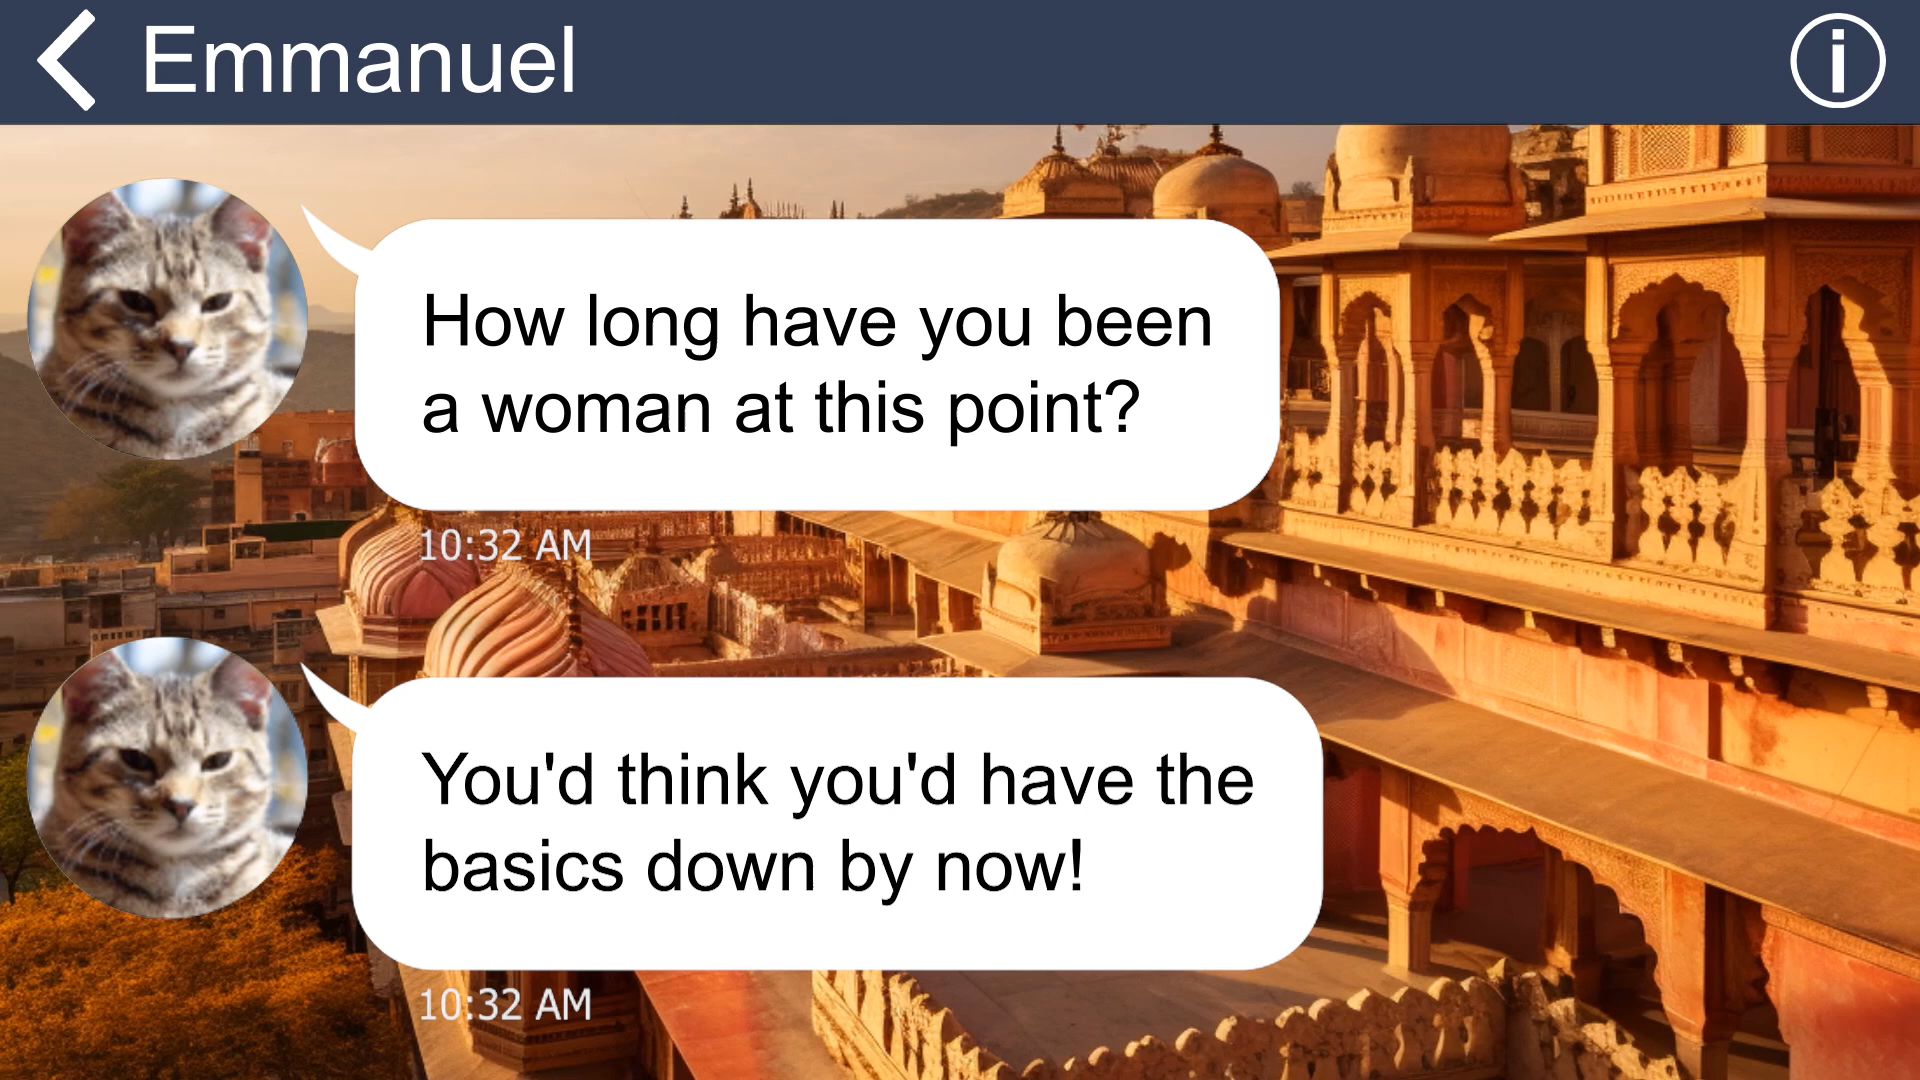 Emmanuel
How long have you been
a woman at this point?
10:32 AM
You'd think you'd have the
basics down by now!
10:32 AM